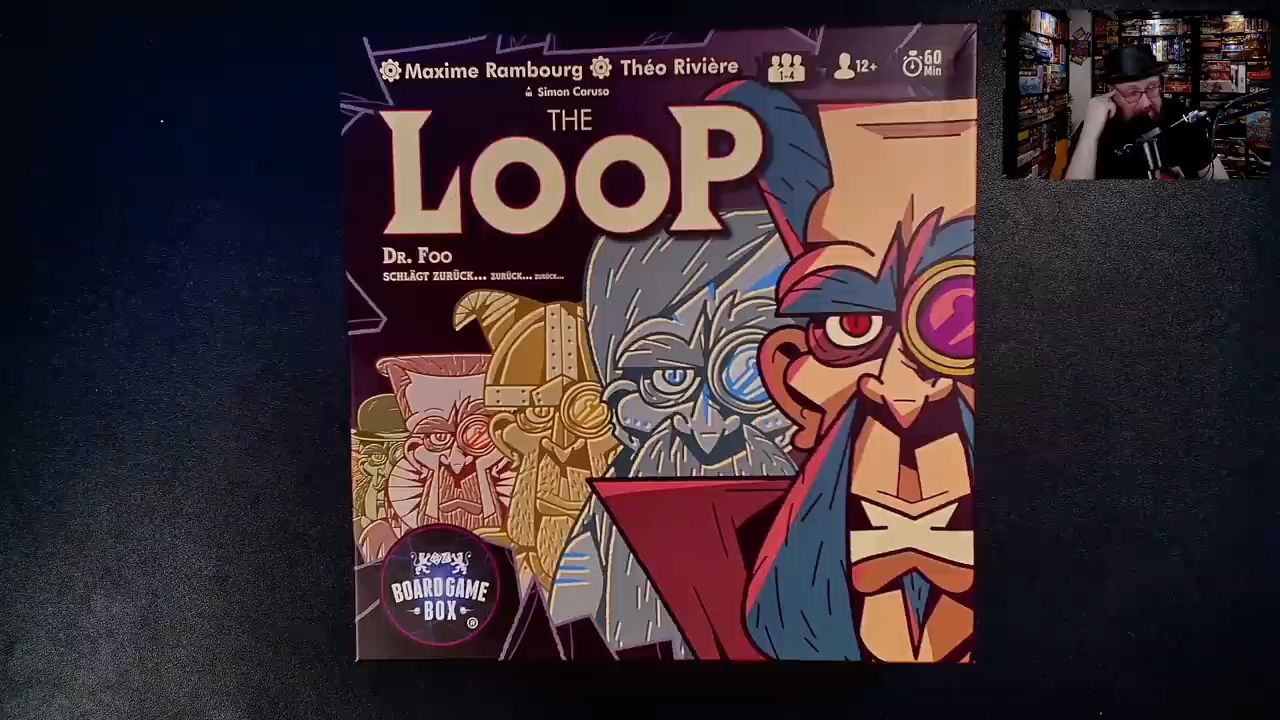 Maxime Rambourg Théo Rivière
Simon Caruso
1-4
12+
60
Min
THE
LOOP
DR. FOO
SCHLÄGT ZURÜCK... ZURÜCK... ZURÜCK...
BOARD GAME
BOX
®